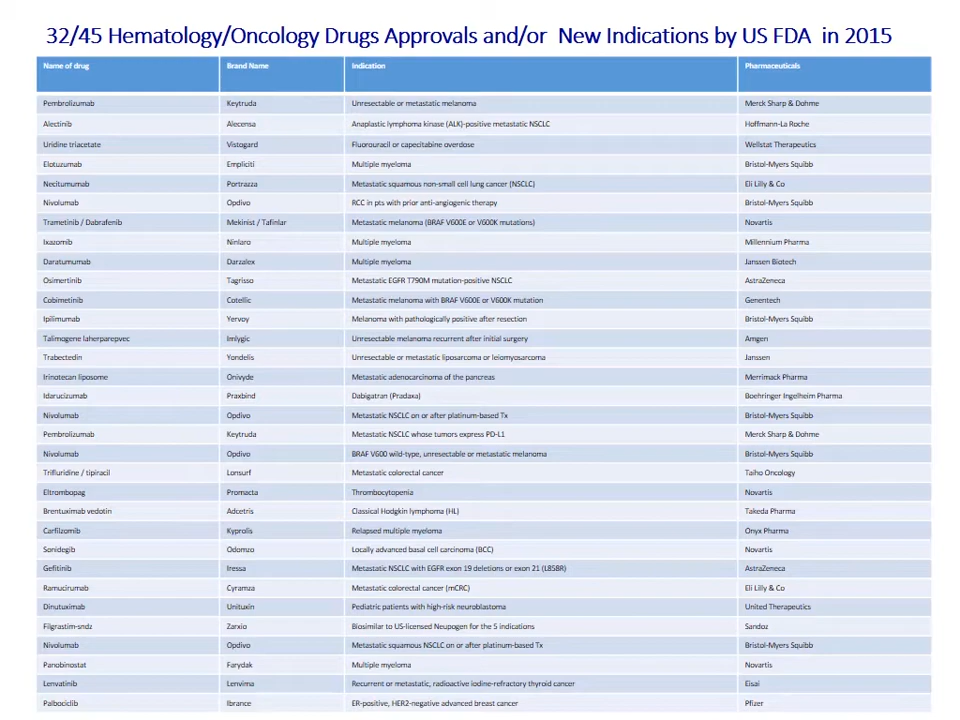 32/45 Hematology/Oncology Drugs Approvals and/or New Indications by US FDA in 2015
Name of drug Brand Name Indication Pharmaceuticals
Pembrolizumab Keytruda Unresectable or metastatic melanoma Merck Sharp & Dohme
Alectinib Alecensa Anaplastic lymphoma kinase (ALK)-positive metastatic NSCLC Hoffmann-La Roche
Uridine triacetate Vistogard Fluorouracil or capecitabine overdose Wellstat Therapeutics
Elotuzumab Empliciti Multiple myeloma Bristol-Myers Squibb
Necitumumab Portrazza Metastatic squamous non-small cell lung cancer (NSCLC) Eli Lilly & Co
Nivolumab Opdivo RCC in pts with prior anti-angiogenic therapy Bristol-Myers Squibb
Trametinib / Dabrafenib Mekinist / Tafinlar Metastatic melanoma (BRAF V600E or V600K mutations) Novartis
Ixazomib Ninlaro Multiple myeloma Millennium Pharma
Daratumumab Darzalex Multiple myeloma Janssen Biotech
Osimertinib Tagrisso Metastatic EGFR T790M mutation-positive NSCLC AstraZeneca
Cobimetinib Cotellic Metastatic melanoma with BRAF V600E or V600K mutation Genentech
Ipilimumab Yervoy Melanoma with pathologically positive after resection Bristol-Myers Squibb
Talimogene laherparepvec Imlygic Unresectable melanoma recurrent after initial surgery Amgen
Trabectedin Yondelis Unresectable or metastatic liposarcoma or leiomyosarcoma Janssen
Irinotecan liposome Onivyde Metastatic adenocarcinoma of the pancreas Merrimack Pharma
Idarucizumab Praxbind Dabigatran (Pradaxa) Boehringer Ingelheim Pharma
Nivolumab Opdivo Metastatic NSCLC on or after platinum-based Tx Bristol-Myers Squibb
Pembrolizumab Keytruda Metastatic NSCLC whose tumors express PD-L1 Merck Sharp & Dohme
Nivolumab Opdivo BRAF V600 wild-type, unresectable or metastatic melanoma Bristol-Myers Squibb
Trifluridine / tipiracil Lonsurf Metastatic colorectal cancer Taiho Oncology
Eltrombopag Promacta Thrombocytopenia Novartis
Brentuximab vedotin Adcetris Classical Hodgkin lymphoma (HL) Takeda Pharma
Carfilzomib Kyprolis Relapsed multiple myeloma Onyx Pharma
Sonidegib Odomzo Locally advanced basal cell carcinoma (BCC) Novartis
Gefitinib Iressa Metastatic NSCLC with EGFR exon 19 deletions or exon 21 (L858R) AstraZeneca
Ramucirumab Cyramza Metastatic colorectal cancer (mCRC) Eli Lilly & Co
Dinutuximab Unituxin Pediatric patients with high-risk neuroblastoma United Therapeutics
Filgrastim-sndz Zarxio Biosimilar to US-licensed Neupogen for the 5 indications Sandoz
Nivolumab Opdivo Metastatic squamous NSCLC on or after platinum-based Tx Bristol-Myers Squibb
Panobinostat Farydak Multiple myeloma Novartis
Lenvatinib Lenvima Recurrent or metastatic, radioactive iodine-refractory thyroid cancer Eisai
Palbociclib Ibrance ER-positive, HER2-negative advanced breast cancer Pfizer